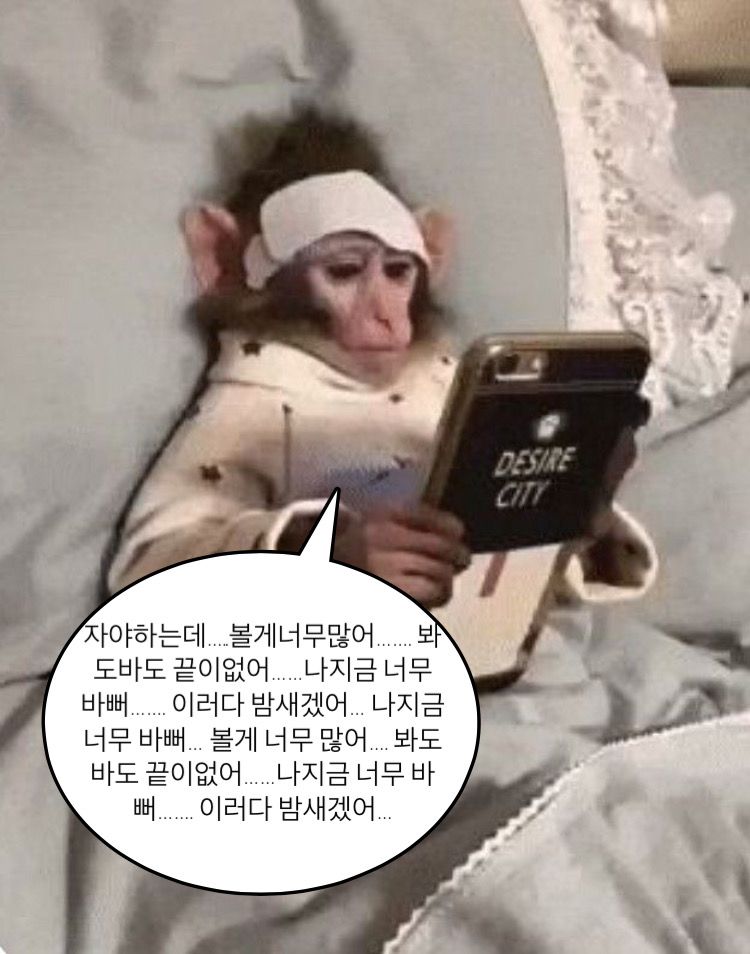 DESIRE
CITY
자야하는데....볼게너무많어....... 봐
도바도 끝이없어......나지금 너무
바뻐....... 이러다 밤새겠어... 나지금
너무 바뻐... 볼게 너무 많어.... 봐도
바도 끝이없어......나지금 너무 바
뻐....... 이러다 밤새겠어...